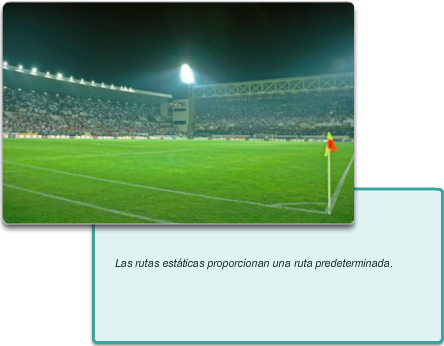 Las rutas estáticas proporcionan una ruta predeterminada.